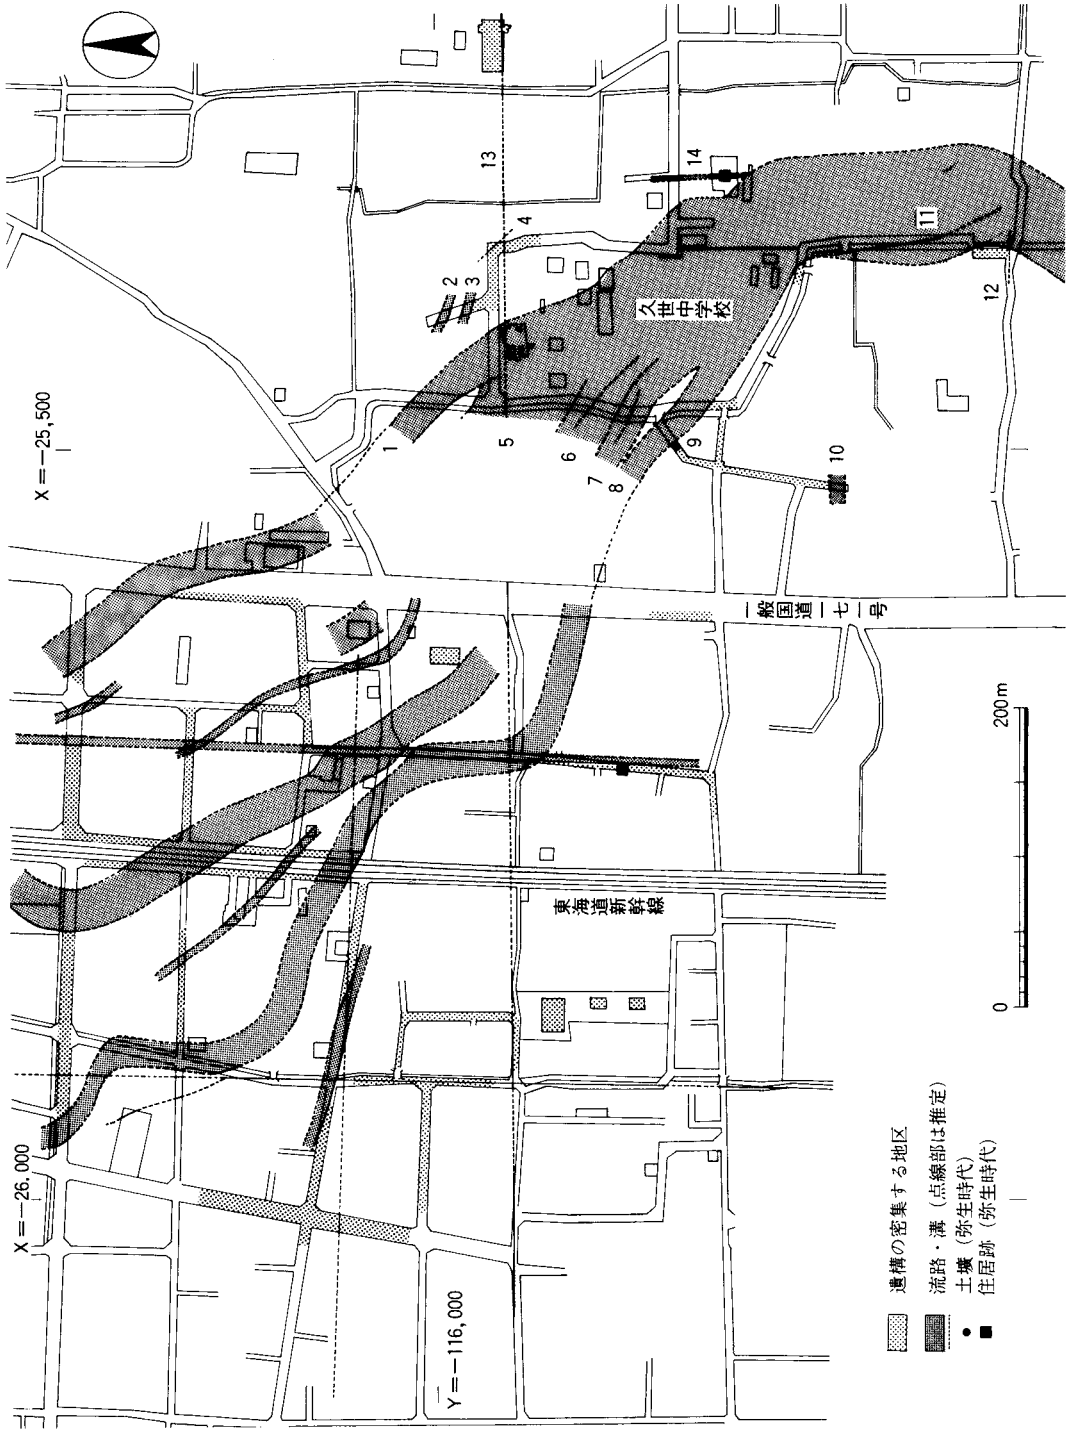 X=-26,000
X=-25,500
Y=-116,000
1
2
3
4
5
6
7
8
9
10
11
12
13
14
久世中学校
一般国道一七一号
東海道新幹線
0
200m
遺構の密集する地区
流路・溝(点線部は推定)
土壙(弥生時代)
住居跡(弥生時代)